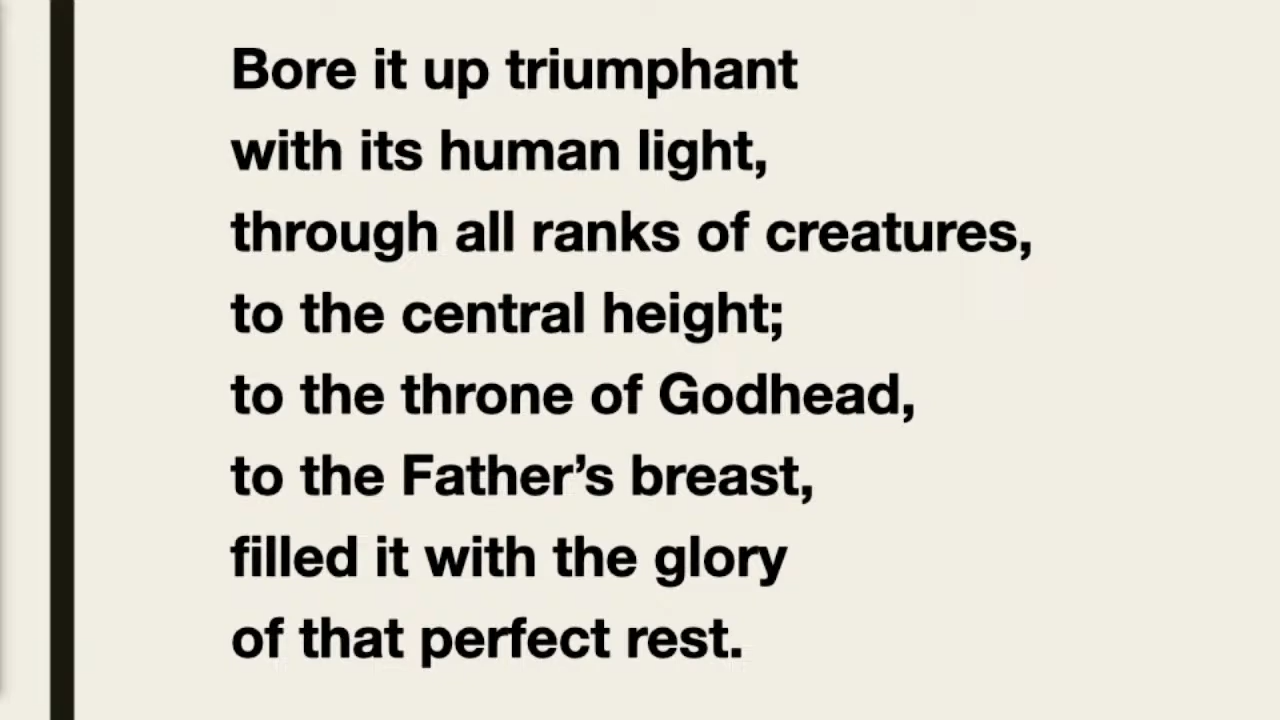 Bore it up triumphant
with its human light,
through all ranks of creatures,
to the central height;
to the throne of Godhead,
to the Father’s breast,
filled it with the glory
of that perfect rest.